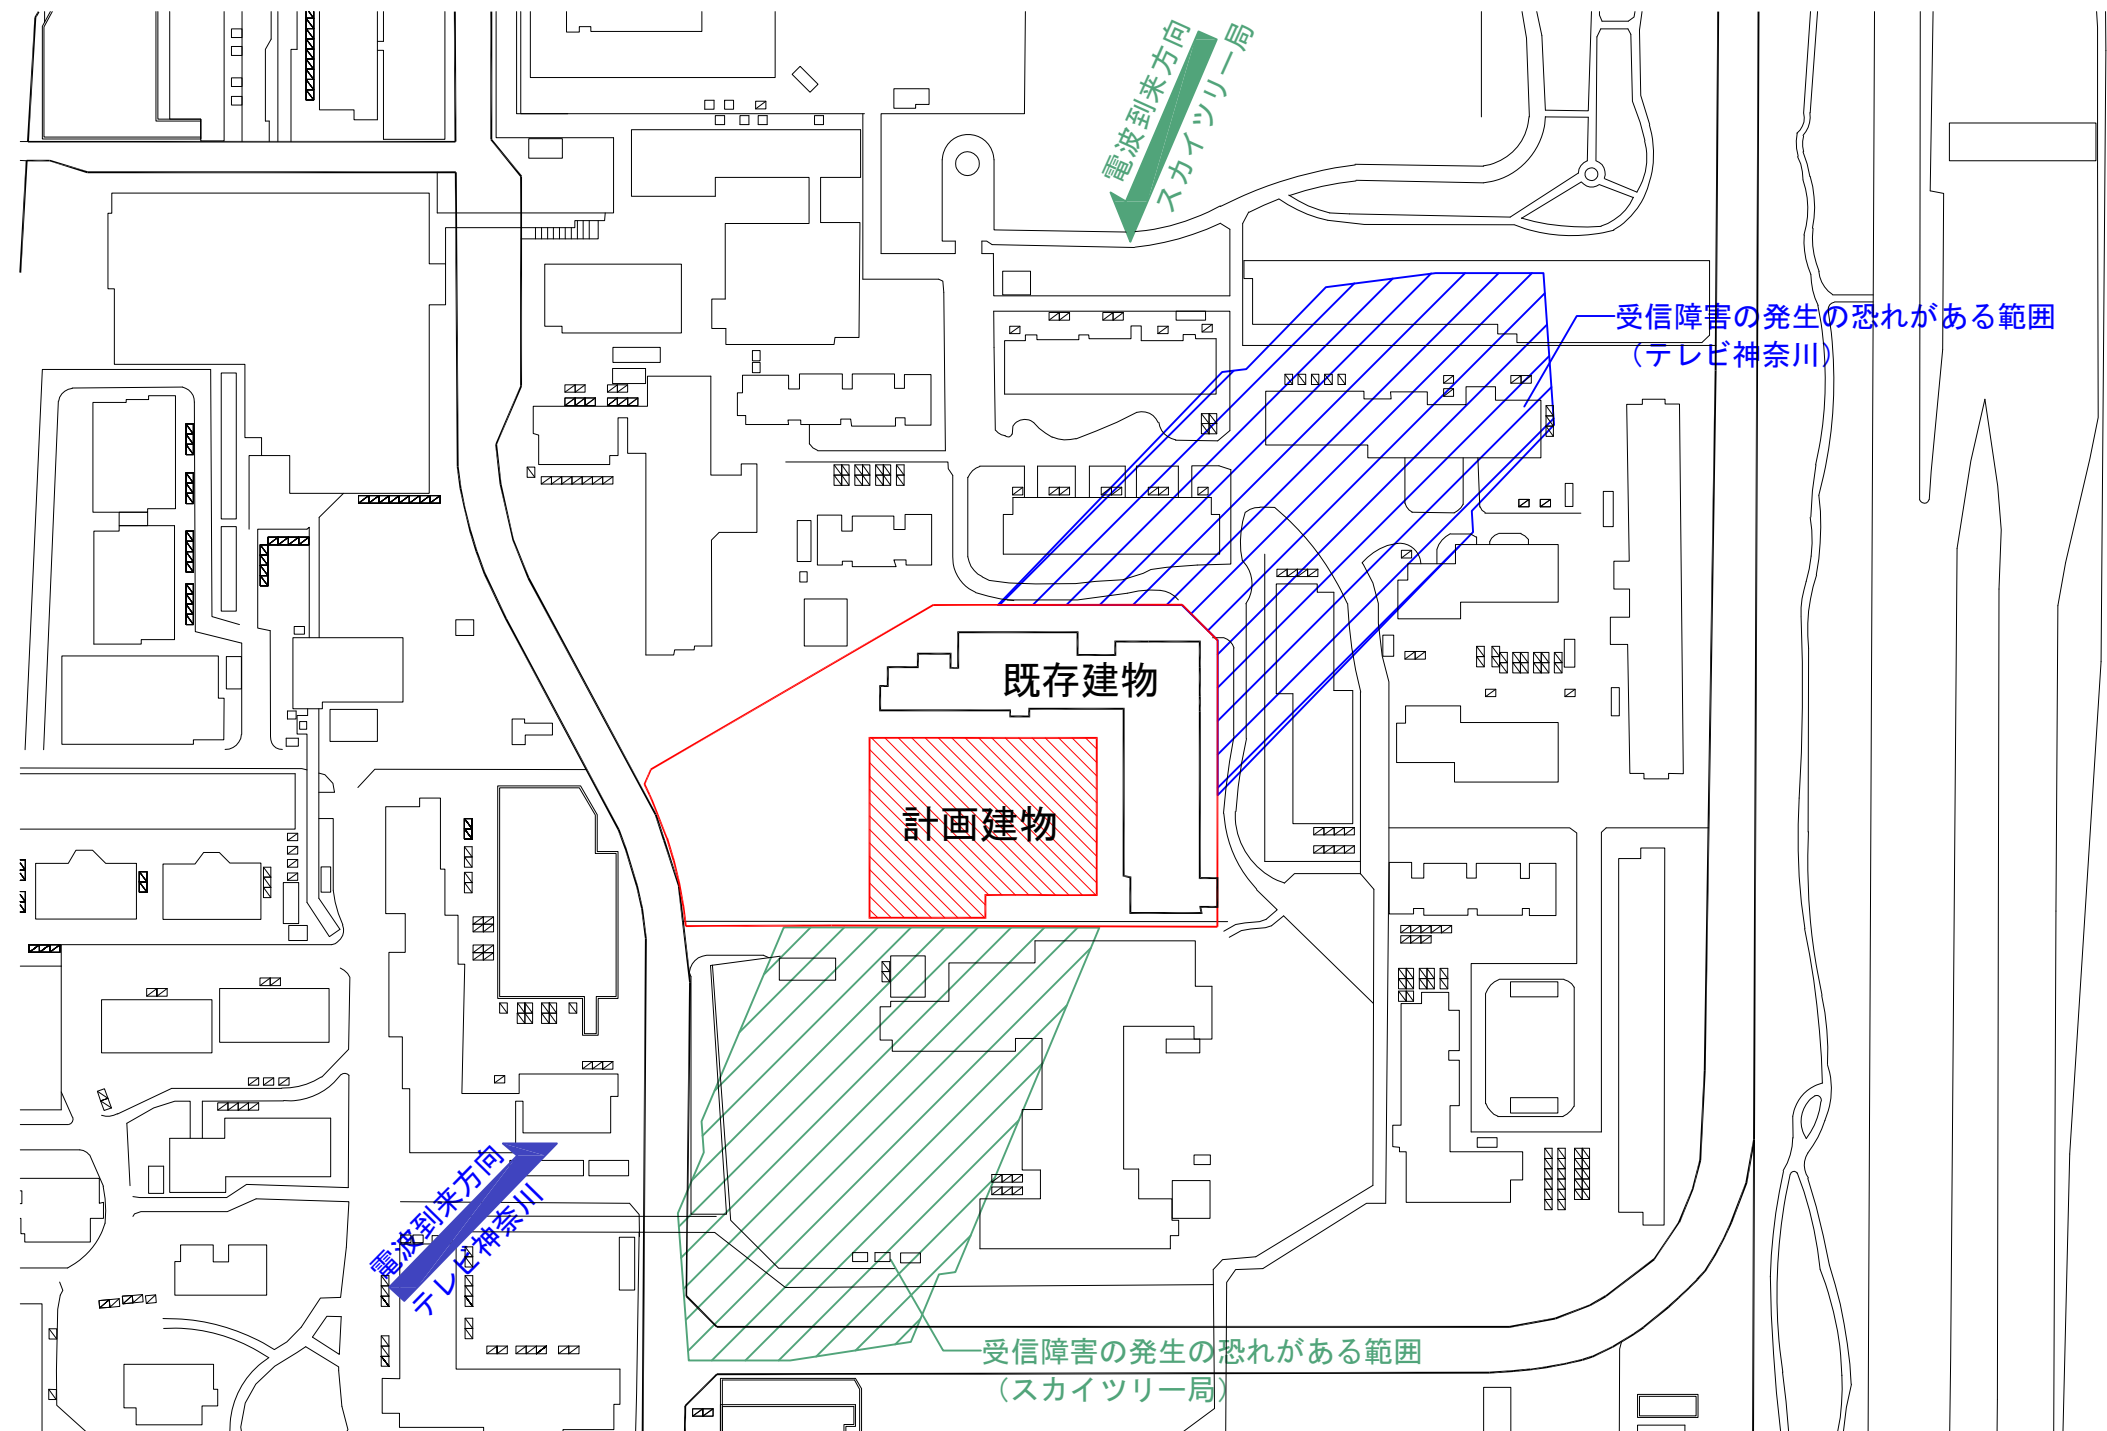 電波到来方向
スカイツリー局
受信障害の発生の恐れがある範囲
（テレビ神奈川）
既存建物
計画建物
電波到来方向
テレビ神奈川
受信障害の発生の恐れがある範囲
（スカイツリー局）